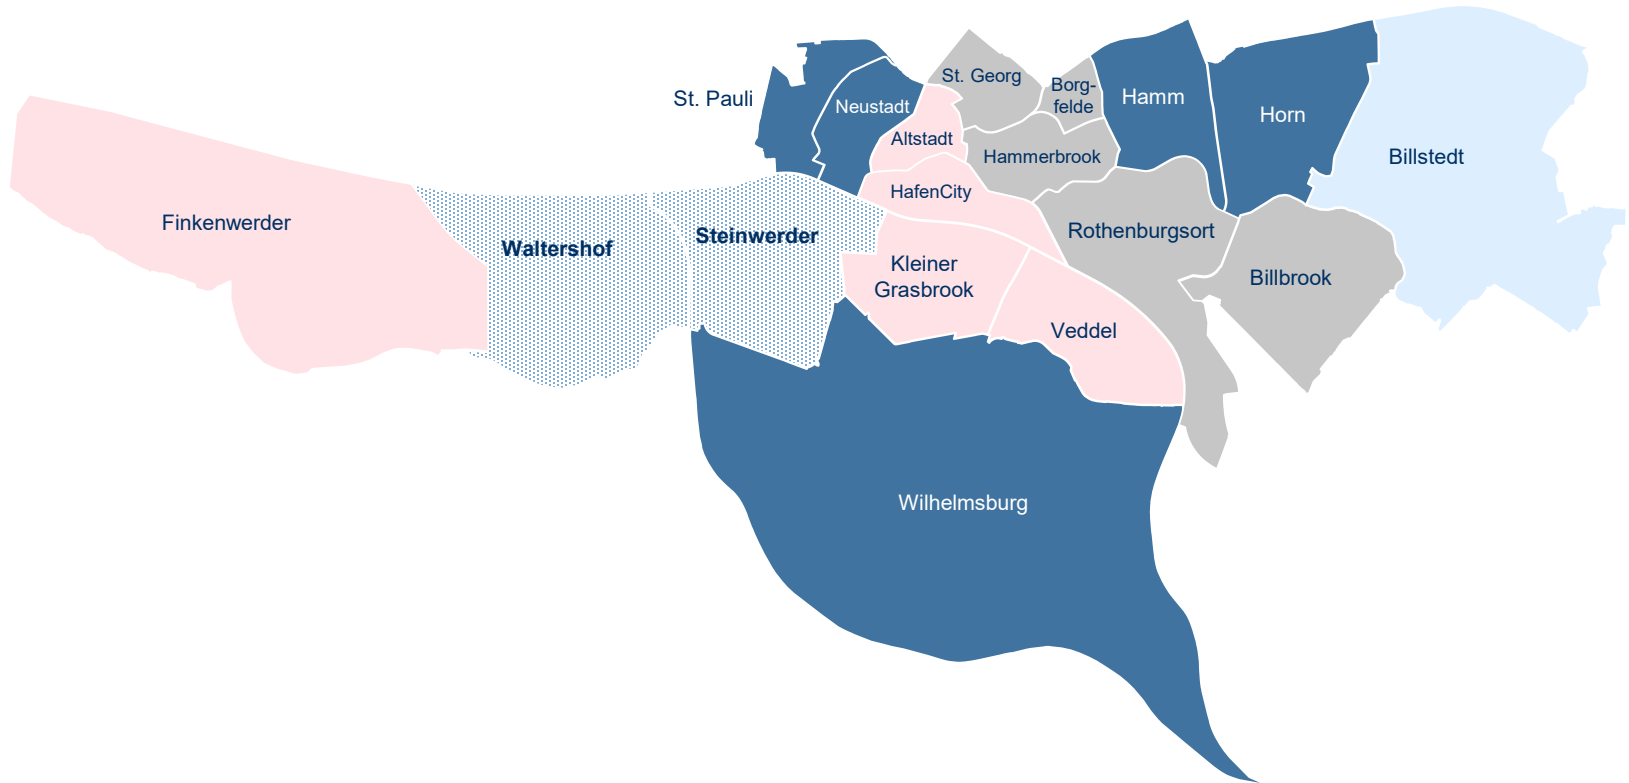 St. Georg
Borg-
felde
St. Pauli
Neustadt
Hamm
Horn
Altstadt
Hammerbrook
Billstedt
HafenCity
Finkenwerder
Waltershof
Steinwerder
Rothenburgsort
Kleiner
Grasbrook
Billbrook
Veddel
Wilhelmsburg